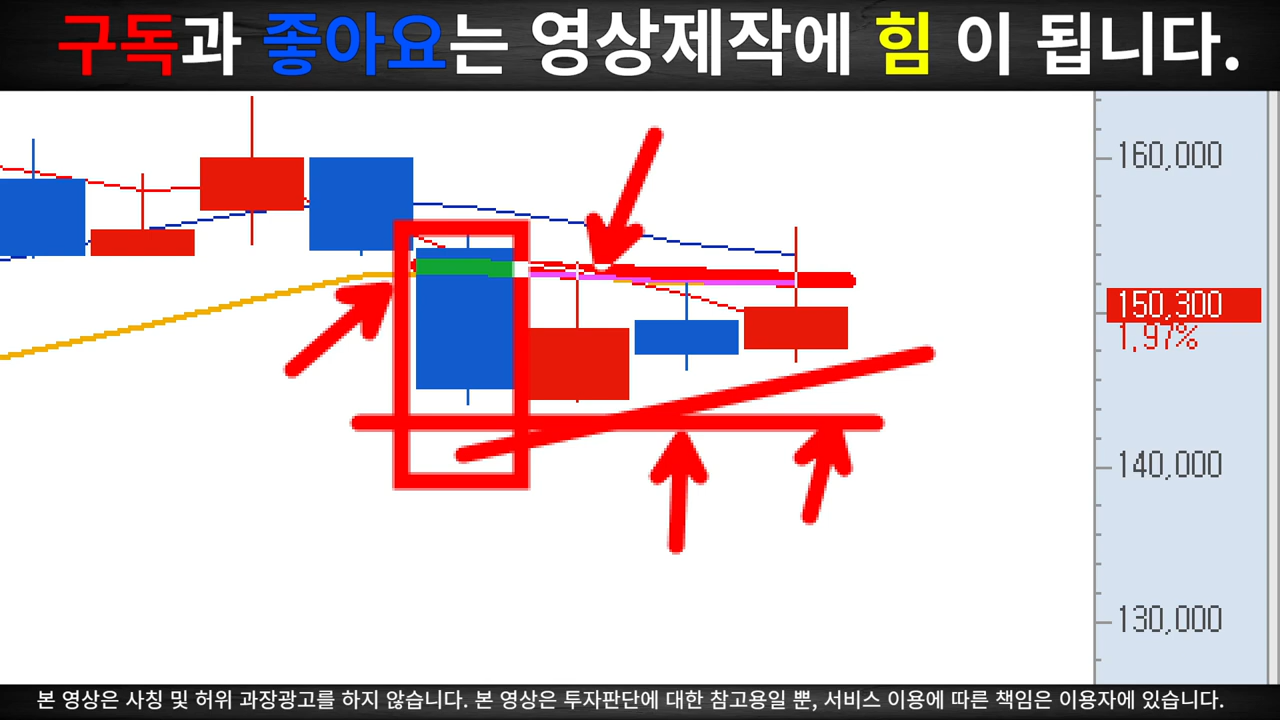 구독과 좋아요는 영상제작에 힘 이 됩니다.
160,000
150,300
1.97%
140,000
130,000
본 영상은 사칭 및 허위 과장광고를 하지 않습니다. 본 영상은 투자판단에 대한 참고용일 뿐, 서비스 이용에 따른 책임은 이용자에 있습니다.